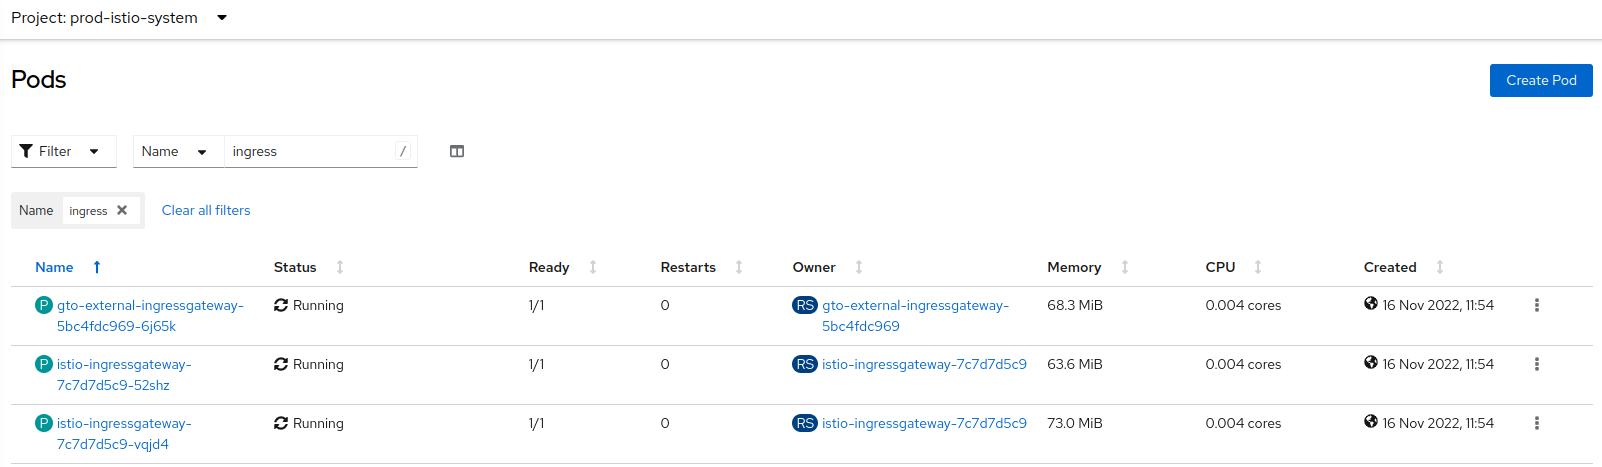 Project: prod-istio-system
Pods
Create Pod
Filter Name ingress /
Name ingress Clear all filters
Name Status Ready Restarts Owner Memory CPU Created
P gto-external-ingressgateway- Running 1/1 0 RS gto-external-ingressgateway- 68.3 MiB 0.004 cores 16 Nov 2022, 11:54
5bc4fdc969-6j65k 5bc4fdc969
P istio-ingressgateway- Running 1/1 0 RS istio-ingressgateway-7c7d7d5c9 63.6 MiB 0.004 cores 16 Nov 2022, 11:54
7c7d7d5c9-52shz
P istio-ingressgateway- Running 1/1 0 RS istio-ingressgateway-7c7d7d5c9 73.0 MiB 0.004 cores 16 Nov 2022, 11:54
7c7d7d5c9-vqjd4